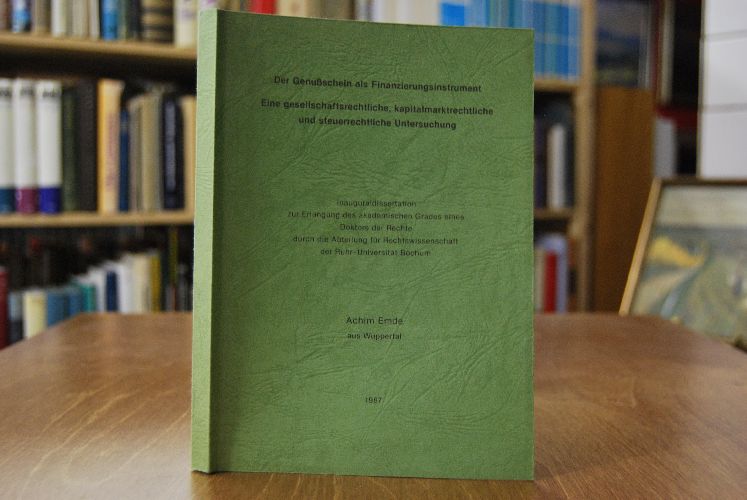 Der Genußschein als Finanzierungsinstrument
Eine gesellschaftsrechtliche, kapitalmarktrechtliche
und steuerrechtliche Untersuchung
Inauguraldissertation
zur Erlangung des akademischen Grades eines
Doktors der Rechte
durch die Abteilung für Rechtswissenschaft
der Ruhr-Universität Bochum
Achim Emde
aus Wuppertal
1987